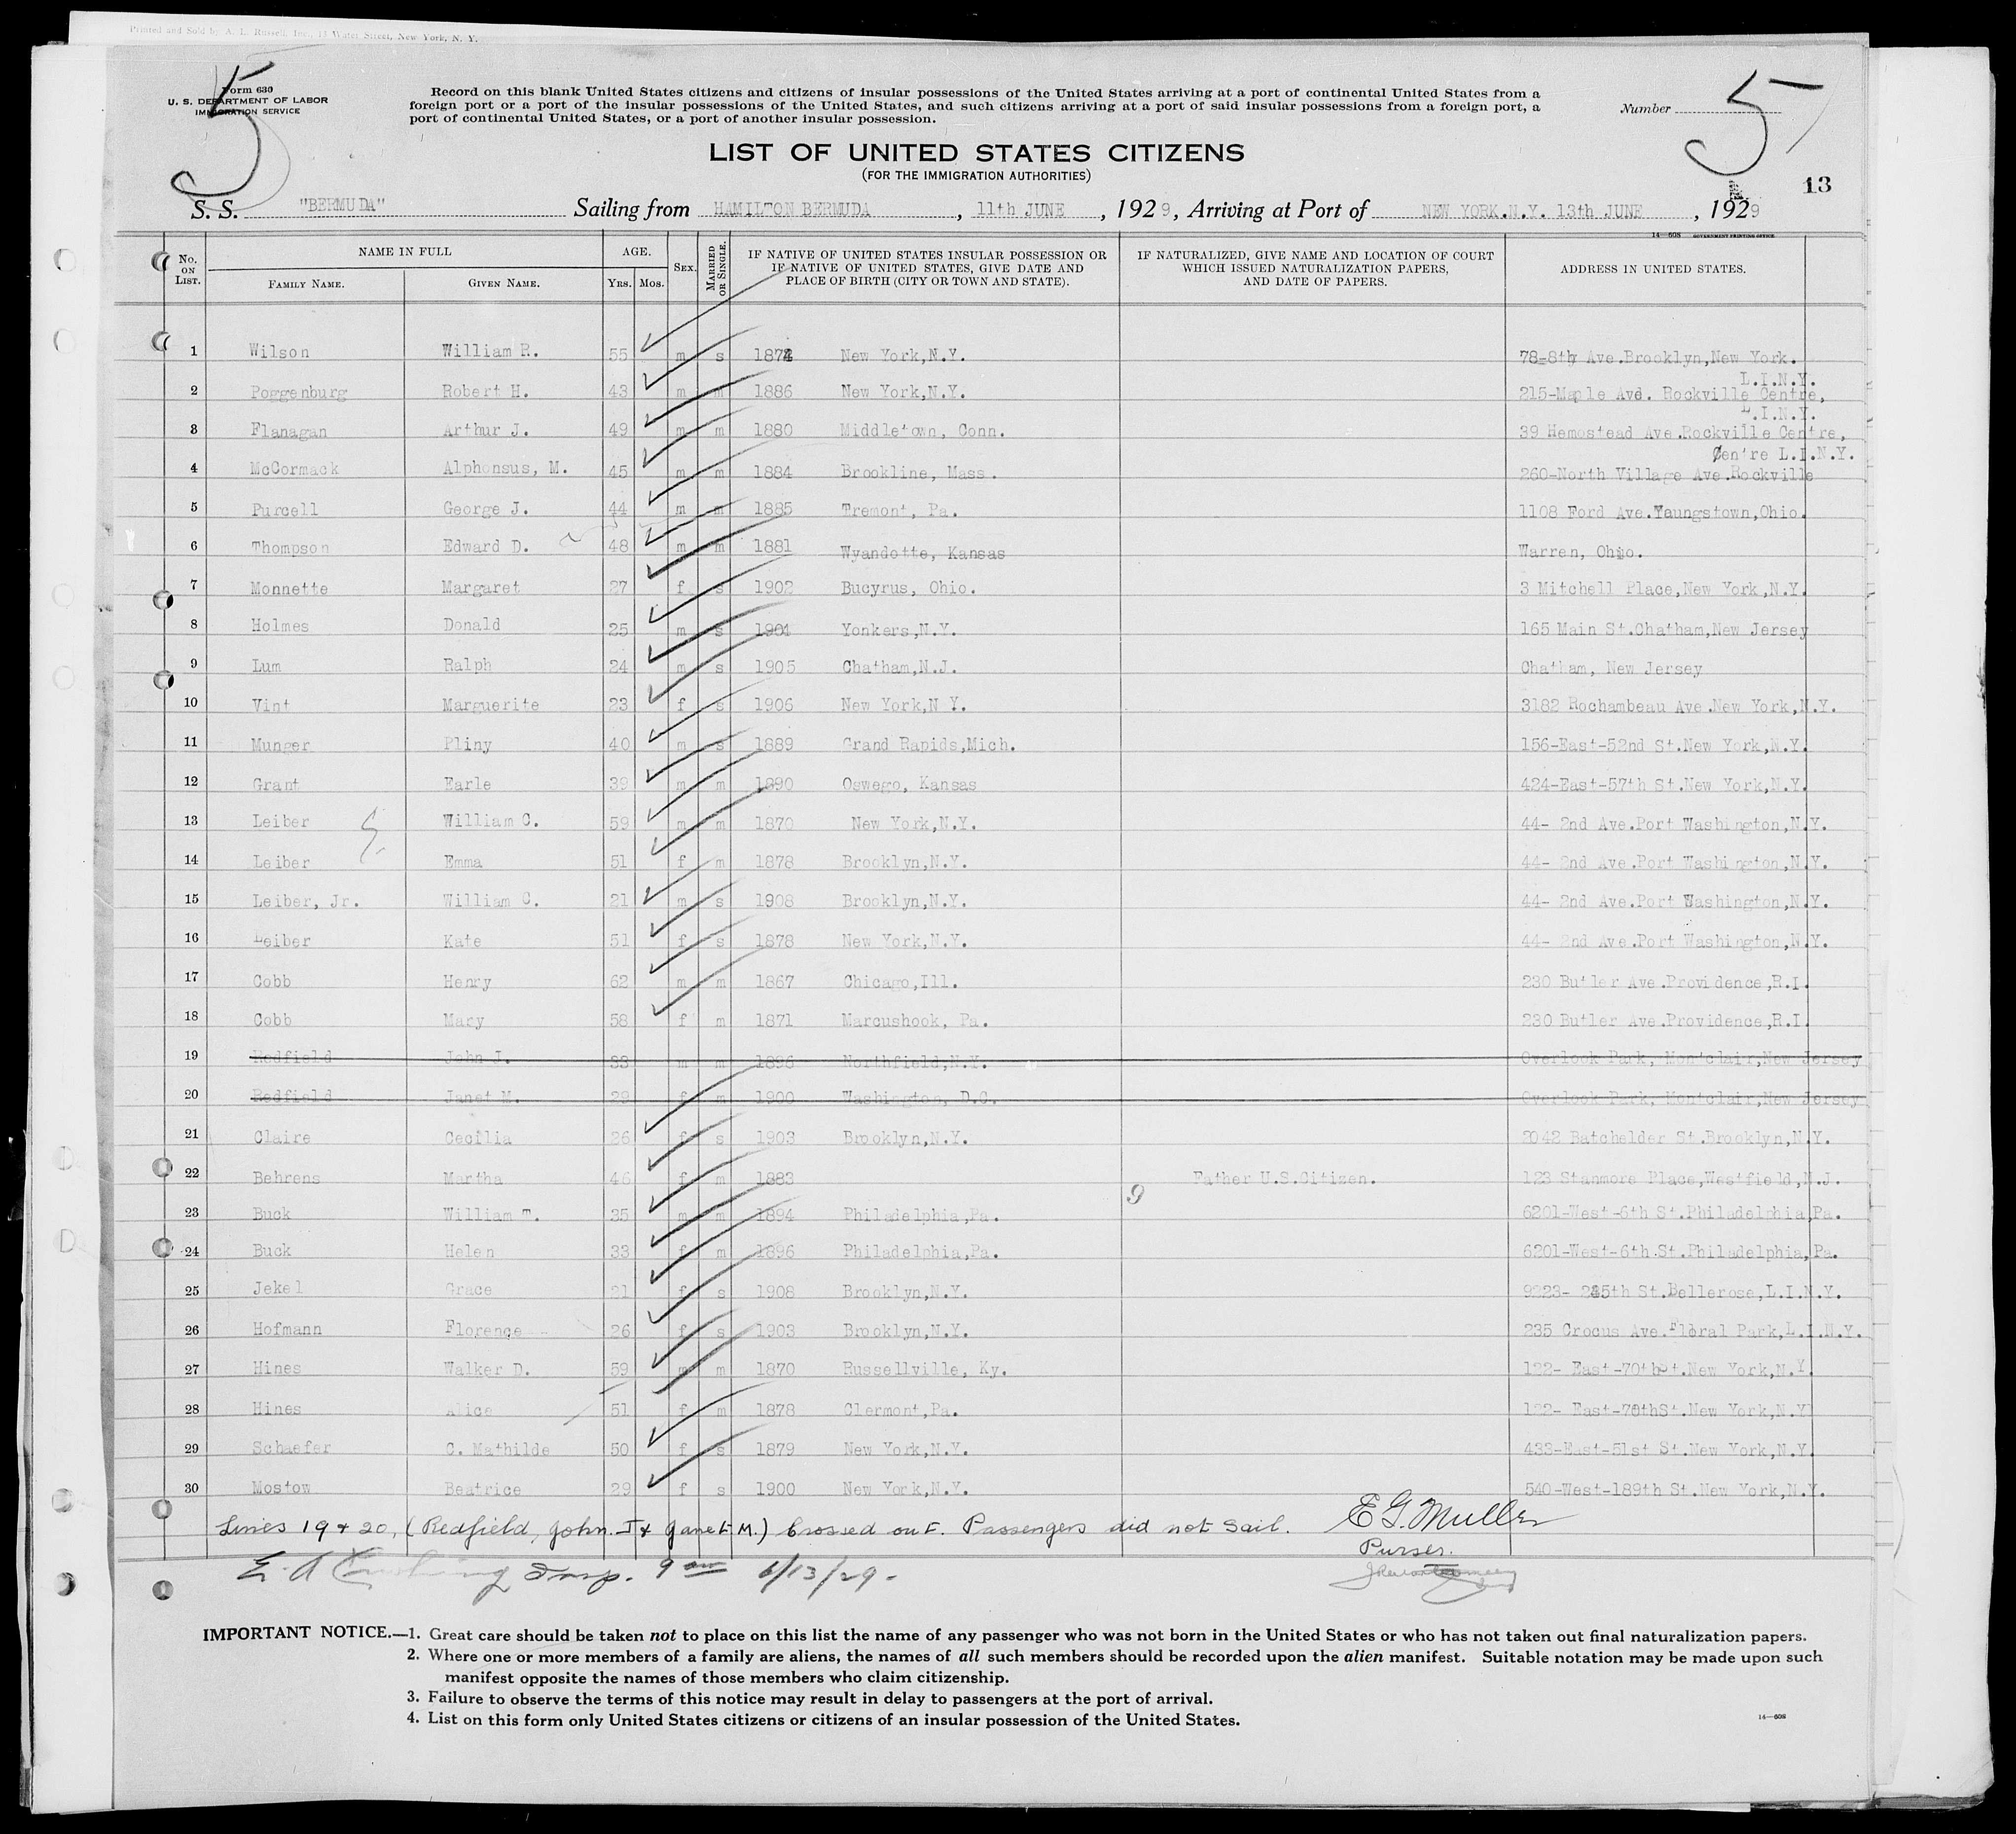 Printed and Sold by A. L. Russell, Inc., 12 Water Street, New York, N. Y.
5
Form 630
U. S. DEPARTMENT OF LABOR
IMMIGRATION SERVICE
Record on this blank United States citizens and citizens of insular possessions of the United States arriving at a port of continental United States from a
foreign port or a port of the insular possessions of the United States, and such citizens arriving at a port of said insular possessions from a foreign port, a
port of continental United States, or a port of another insular possession.
Number 5
LIST OF UNITED STATES CITIZENS
(FOR THE IMMIGRATION AUTHORITIES)
13
S. S. "BERMUDA" Sailing from HAMILTON BERMUDA, 11th JUNE, 1929, Arriving at Port of NEW YORK.N.Y. 13th JUNE, 1929
14—608 GOVERNMENT PRINTING OFFICE
No. ON LIST. NAME IN FULL FAMILY NAME. GIVEN NAME. AGE. YRS. MOS. SEX. MARRIED OR SINGLE. IF NATIVE OF UNITED STATES INSULAR POSSESSION OR IF NATIVE OF UNITED STATES, GIVE DATE AND PLACE OF BIRTH (CITY OR TOWN AND STATE). IF NATURALIZED, GIVE NAME AND LOCATION OF COURT WHICH ISSUED NATURALIZATION PAPERS, AND DATE OF PAPERS. ADDRESS IN UNITED STATES.
1 Wilson William R. 55 m s 1874 New York,N.Y. 78-8th Ave.Brooklyn,New York.
2 Poggenburg Robert H. 43 m m 1886 New York,N.Y. 215-Maple Ave. Rockville Centre, L.I.N.Y.
3 Flanagan Arthur J. 49 m m 1880 Middletown, Conn. 39 Hemostead Ave.Rockville Centre, L.I.N.Y.
4 McCormack Alphonsus, M. 45 m m 1884 Brookline, Mass. 260-North Village Ave.Rockville Centre L.I.N.Y.
5 Purcell George J. 44 m m 1885 Tremont, Pa. 1108 Ford Ave.Youngstown,Ohio.
6 Thompson Edward D. 48 m m 1881 Wyandotte, Kansas Warren, Ohio.
7 Monnette Margaret 27 f s 1902 Bucyrus, Ohio. 3 Mitchell Place,New York,N.Y.
8 Holmes Donald 25 m s 1904 Yonkers,N.Y. 165 Main St.Chatham,New Jersey
9 Lum Ralph 24 m s 1905 Chatham,N.J. Chatham, New Jersey
10 Vint Marguerite 23 f s 1906 New York,N Y. 3182 Rochambeau Ave.New York,N.Y.
11 Munger Pliny 40 m s 1889 Grand Rapids,Mich. 156-East-52nd St.New York,N.Y.
12 Grant Earle 39 m m 1890 Oswego, Kansas 424-East-57th St.New York,N.Y.
13 Leiber William C. 59 m m 1870 New York,N.Y. 44- 2nd Ave.Port Washington,N.Y.
14 Leiber Emma 51 f m 1878 Brooklyn,N.Y. 44- 2nd Ave.Port Washington,N.Y.
15 Leiber, Jr. William C. 21 m s 1908 Brooklyn,N.Y. 44- 2nd Ave.Port Washington,N.Y.
16 Leiber Kate 51 f s 1878 New York,N.Y. 44- 2nd Ave.Port Washington,N.Y.
17 Cobb Henry 62 m m 1867 Chicago,Ill. 230 Butler Ave.Providence,R.I.
18 Cobb Mary 58 f m 1871 Marcushook, Pa. 230 Butler Ave.Providence,R.I.
19 Redfield John J. 33 m m 1896 Northfield,N.Y. Overlook Park, Montclair,New Jersey
20 Redfield Janet M. 29 f m 1900 Washington, D.C. Overlook Park, Montclair,New Jersey
21 Claire Cecilia 26 f s 1903 Brooklyn,N.Y. 2042 Batchelder St.Brooklyn,N.Y.
22 Behrens Martha 46 f m 1883 Father U.S.Citizen. 123 Stanmore Place,Westfield,N.J.
9
23 Buck William T. 35 m m 1894 Philadelphia,Pa. 6201-West-6th St.Philadelphia,Pa.
24 Buck Helen 33 f m 1896 Philadelphia,Pa. 6201-West-6th St.Philadelphia,Pa.
25 Jekel Grace 21 f s 1908 Brooklyn,N.Y. 9223- 245th St.Bellerose,L.I.N.Y.
26 Hofmann Florence 26 f s 1903 Brooklyn,N.Y. 235 Crocus Ave.Floral Park,L.I.N.Y.
27 Hines Walker D. 59 m m 1870 Russellville, Ky. 122- East-70thSt.New York,N.Y.
28 Hines Alice 51 f m 1878 Clermont,Pa. 122- East-70thSt.New York,N.Y
29 Schaefer C. Mathilde 50 f s 1879 New York,N.Y. 433-East-51st St.New York,N.Y.
30 Mostow Beatrice 29 f s 1900 New York,N.Y. 540-West-189th St.New York,N.Y.
Lines 19 & 20, (Redfield, John. J & Janet M.) Crossed out. Passengers did not sail. E G. Muller
Purser.
E. A Cushing Insp. 9 am 6/13/29.
IMPORTANT NOTICE.—1. Great care should be taken not to place on this list the name of any passenger who was not born in the United States or who has not taken out final naturalization papers.
2. Where one or more members of a family are aliens, the names of all such members should be recorded upon the alien manifest. Suitable notation may be made upon such
manifest opposite the names of those members who claim citizenship.
3. Failure to observe the terms of this notice may result in delay to passengers at the port of arrival.
4. List on this form only United States citizens or citizens of an insular possession of the United States.
14—608